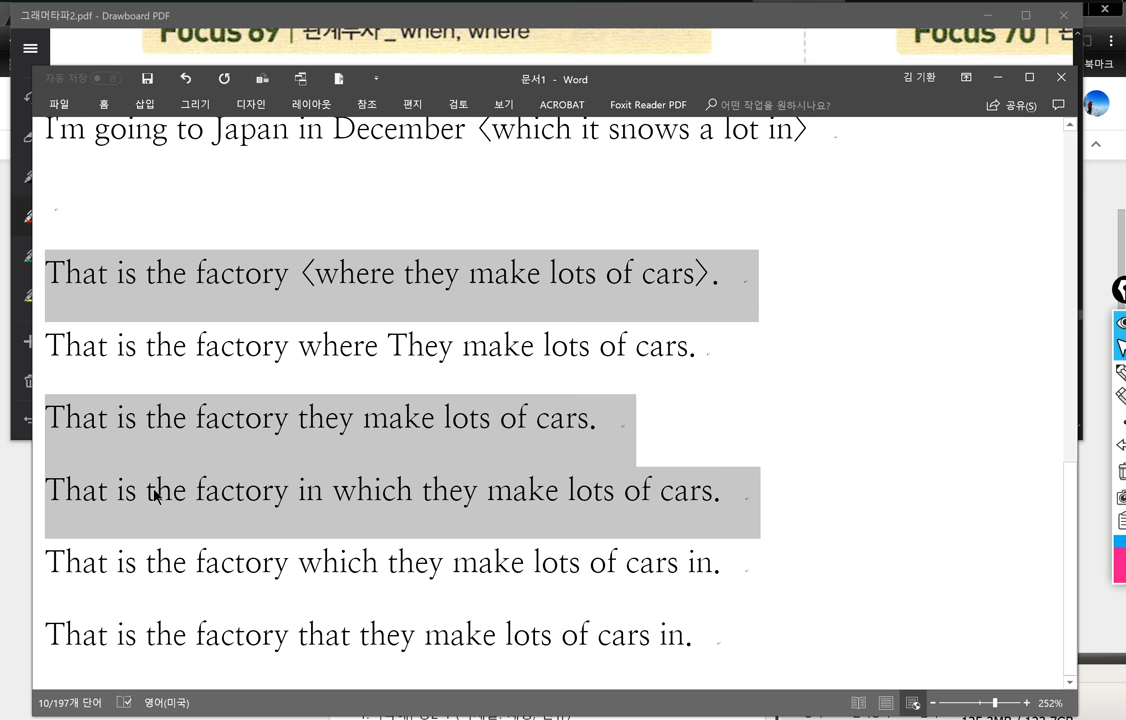 그래머타파2.pdf - Drawboard PDF
Focus 69 | 관계부사_when, where
Focus 70 |
북마크
자동 저장
문서1 - Word
김 기환
파일 홈 삽입 그리기 디자인 레이아웃 참조 편지 검토 보기 ACROBAT Foxit Reader PDF 어떤 작업을 원하시나요? 공유(S)
I'm going to Japan in December 〈which it snows a lot in〉
That is the factory 〈where they make lots of cars〉.
That is the factory where They make lots of cars.
That is the factory they make lots of cars.
That is the factory in which they make lots of cars.
That is the factory which they make lots of cars in.
That is the factory that they make lots of cars in.
10/197개 단어 영어(미국) 252%